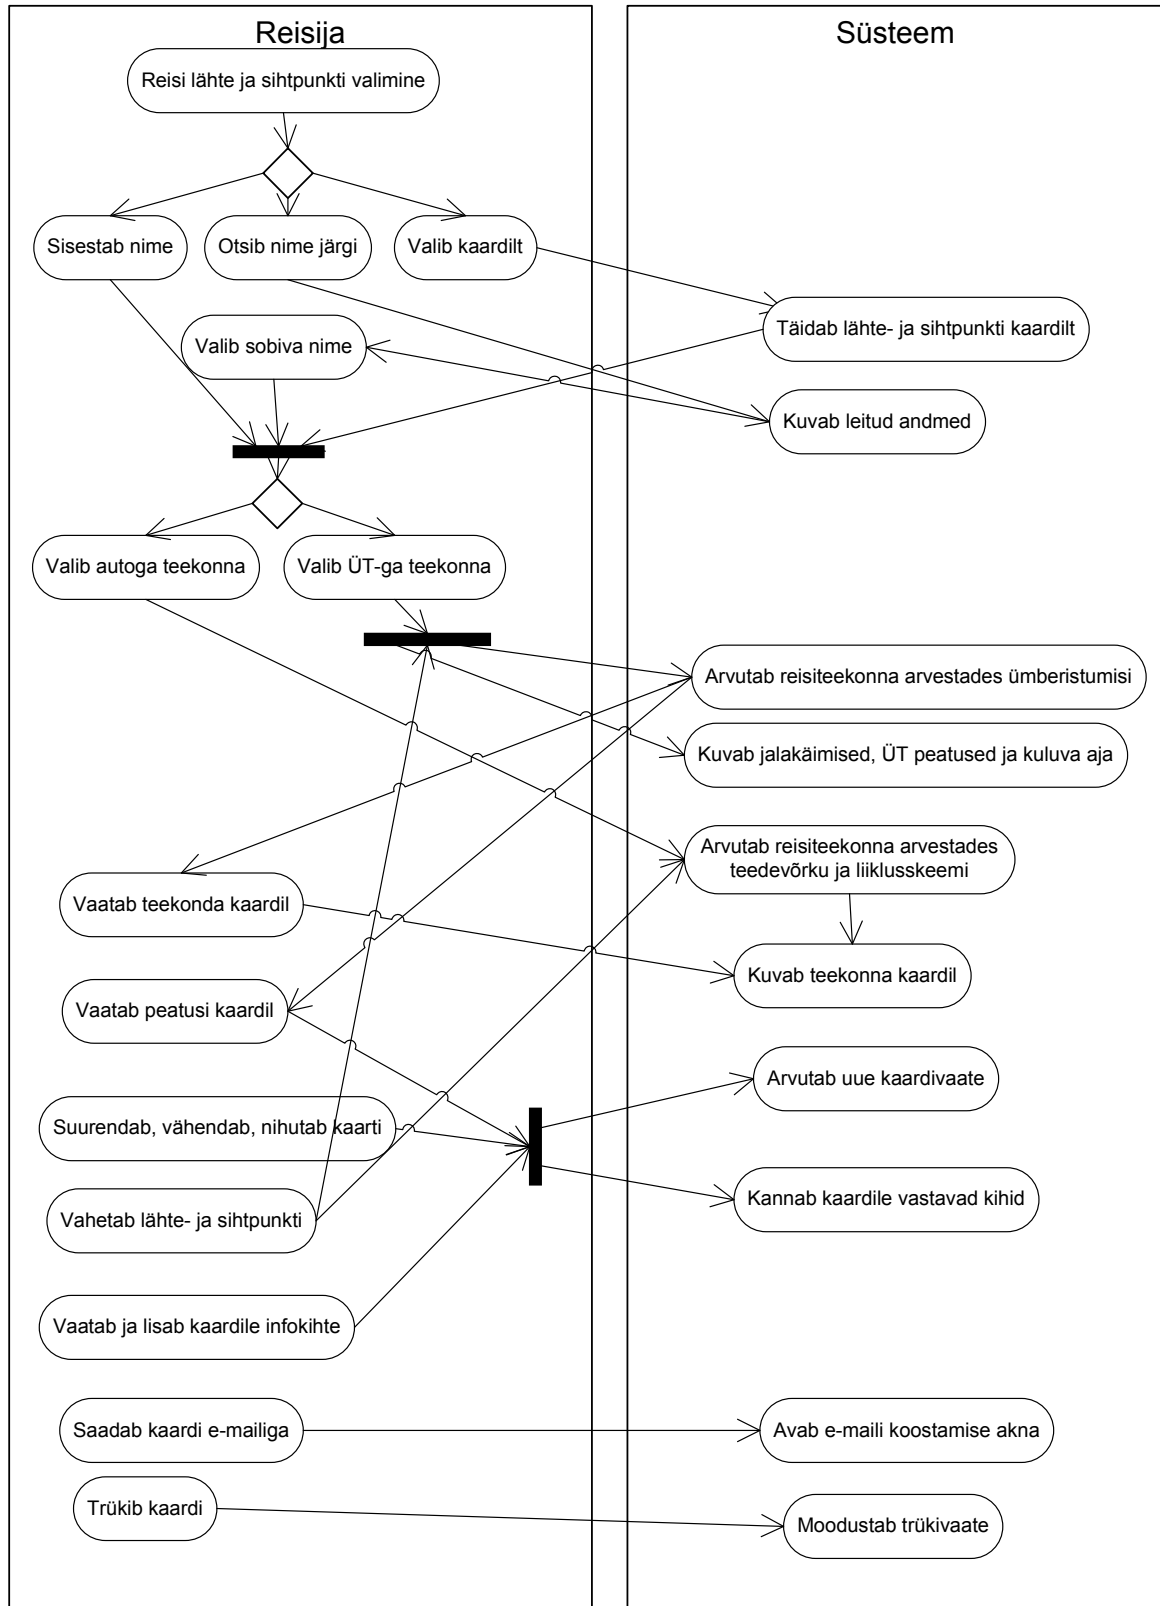 Reisija
Süsteem
Reisi lähte ja sihtpunkti valimine
Sisestab nime
Otsib nime järgi
Valib kaardilt
Täidab lähte- ja sihtpunkti kaardilt
Valib sobiva nime
Kuvab leitud andmed
Valib autoga teekonna
Valib ÜT-ga teekonna
Arvutab reisiteekonna arvestades ümberistumisi
Kuvab jalakäimised, ÜT peatused ja kuluva aja
Arvutab reisiteekonna arvestades
teedevõrku ja liiklusskeemi
Vaatab teekonda kaardil
Kuvab teekonna kaardil
Vaatab peatusi kaardil
Arvutab uue kaardivaate
Suurendab, vähendab, nihutab kaarti
Kannab kaardile vastavad kihid
Vahetab lähte- ja sihtpunkti
Vaatab ja lisab kaardile infokihte
Saadab kaardi e-mailiga
Avab e-maili koostamise akna
Trükib kaardi
Moodustab trükivaate